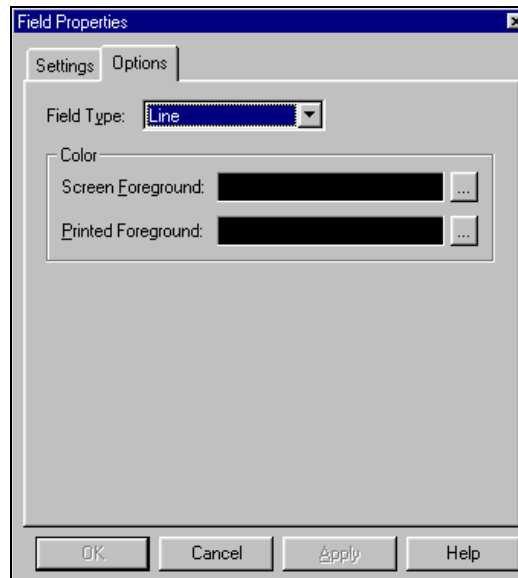 Field Properties
Settings Options
Field Type: Line
Color
Screen Foreground: ...
Printed Foreground: ...
OK Cancel Apply Help